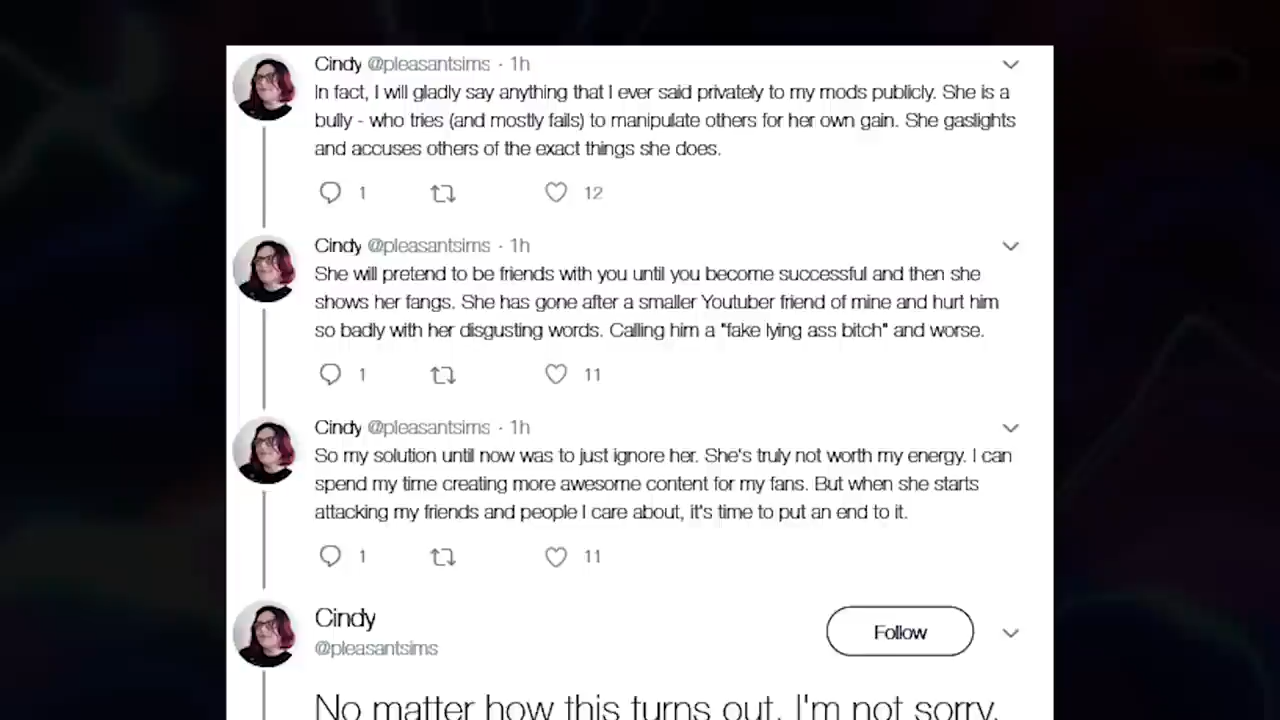 Cindy @pleasantsims · 1h
In fact, I will gladly say anything that I ever said privately to my mods publicly. She is a
bully - who tries (and mostly fails) to manipulate others for her own gain. She gaslights
and accuses others of the exact things she does.
1 12
Cindy @pleasantsims · 1h
She will pretend to be friends with you until you become successful and then she
shows her fangs. She has gone after a smaller Youtuber friend of mine and hurt him
so badly with her disgusting words. Calling him a "fake lying ass bitch" and worse.
1 11
Cindy @pleasantsims · 1h
So my solution until now was to just ignore her. She's truly not worth my energy. I can
spend my time creating more awesome content for my fans. But when she starts
attacking my friends and people I care about, it's time to put an end to it.
1 11
Cindy
Follow
@pleasantsims
No matter how this turns out, I'm not sorry.